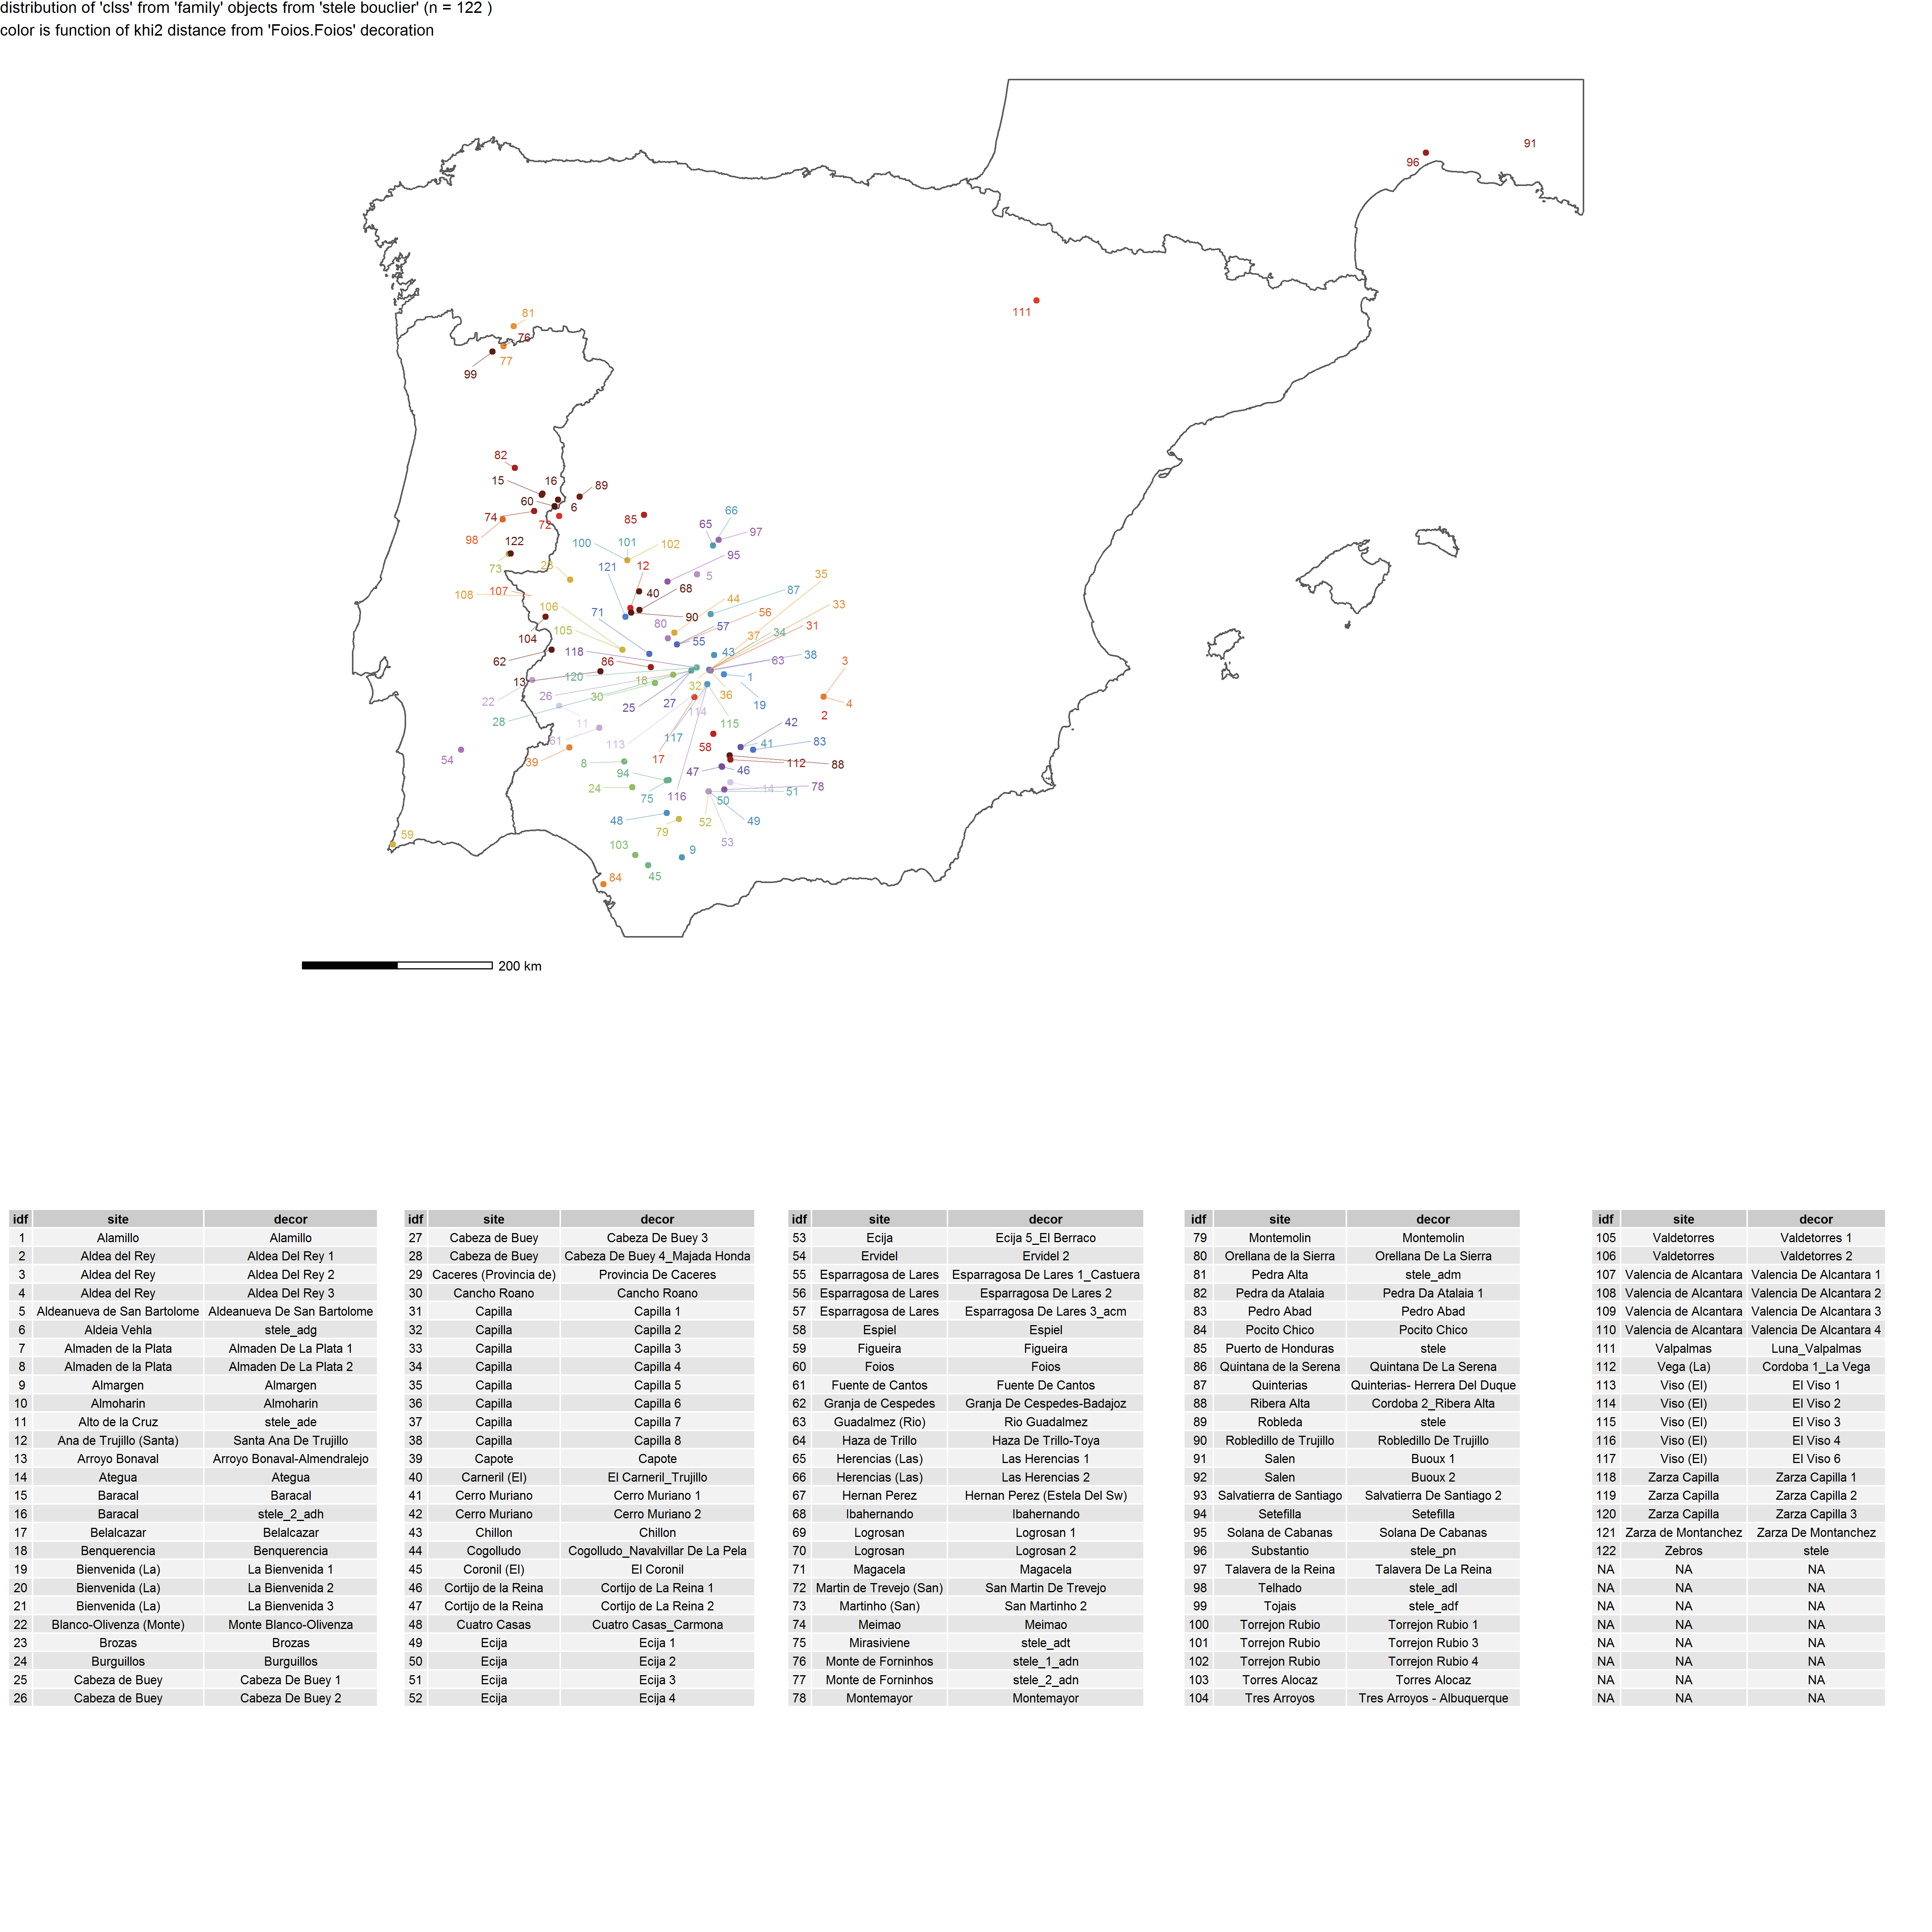 distribution of 'clss' from 'family' objects from 'stele bouclier' (n = 122 )
color is function of khi2 distance from 'Foios.Foios' decoration
91
96
111
81
76
77
99
82
15
16
89
60
6
74
72
85
98
122
73
66
65
97
100
101
102
95
23
121
12
5
35
108
107
40
68
87
106
71
44
33
90
56
80
57
31
104
105
55
37
34
118
43
38
62
86
63
3
120
1
13
18
32
22
26
30
36
19
4
27
25
114
2
28
11
115
42
61
113
117
41
83
58
54
39
8
17
112
88
94
47
46
24
75
116
14
78
50
51
48
52
49
79
59
103
53
9
45
84
200 km
idf site decor
1 Alamillo Alamillo
2 Aldea del Rey Aldea Del Rey 1
3 Aldea del Rey Aldea Del Rey 2
4 Aldea del Rey Aldea Del Rey 3
5 Aldeanueva de San Bartolome Aldeanueva De San Bartolome
6 Aldeia Vehla stele_adg
7 Almaden de la Plata Almaden De La Plata 1
8 Almaden de la Plata Almaden De La Plata 2
9 Almargen Almargen
10 Almoharin Almoharin
11 Alto de la Cruz stele_ade
12 Ana de Trujillo (Santa) Santa Ana De Trujillo
13 Arroyo Bonaval Arroyo Bonaval-Almendralejo
14 Ategua Ategua
15 Baracal Baracal
16 Baracal stele_2_adh
17 Belalcazar Belalcazar
18 Benquerencia Benquerencia
19 Bienvenida (La) La Bienvenida 1
20 Bienvenida (La) La Bienvenida 2
21 Bienvenida (La) La Bienvenida 3
22 Blanco-Olivenza (Monte) Monte Blanco-Olivenza
23 Brozas Brozas
24 Burguillos Burguillos
25 Cabeza de Buey Cabeza De Buey 1
26 Cabeza de Buey Cabeza De Buey 2
idf site decor
27 Cabeza de Buey Cabeza De Buey 3
28 Cabeza de Buey Cabeza De Buey 4_Majada Honda
29 Caceres (Provincia de) Provincia De Caceres
30 Cancho Roano Cancho Roano
31 Capilla Capilla 1
32 Capilla Capilla 2
33 Capilla Capilla 3
34 Capilla Capilla 4
35 Capilla Capilla 5
36 Capilla Capilla 6
37 Capilla Capilla 7
38 Capilla Capilla 8
39 Capote Capote
40 Carneril (El) El Carneril_Trujillo
41 Cerro Muriano Cerro Muriano 1
42 Cerro Muriano Cerro Muriano 2
43 Chillon Chillon
44 Cogolludo Cogolludo_Navalvillar De La Pela
45 Coronil (El) El Coronil
46 Cortijo de la Reina Cortijo de La Reina 1
47 Cortijo de la Reina Cortijo de La Reina 2
48 Cuatro Casas Cuatro Casas_Carmona
49 Ecija Ecija 1
50 Ecija Ecija 2
51 Ecija Ecija 3
52 Ecija Ecija 4
idf site decor
53 Ecija Ecija 5_El Berraco
54 Ervidel Ervidel 2
55 Esparragosa de Lares Esparragosa De Lares 1_Castuera
56 Esparragosa de Lares Esparragosa De Lares 2
57 Esparragosa de Lares Esparragosa De Lares 3_acm
58 Espiel Espiel
59 Figueira Figueira
60 Foios Foios
61 Fuente de Cantos Fuente De Cantos
62 Granja de Cespedes Granja De Cespedes-Badajoz
63 Guadalmez (Rio) Rio Guadalmez
64 Haza de Trillo Haza De Trillo-Toya
65 Herencias (Las) Las Herencias 1
66 Herencias (Las) Las Herencias 2
67 Hernan Perez Hernan Perez (Estela Del Sw)
68 Ibahernando Ibahernando
69 Logrosan Logrosan 1
70 Logrosan Logrosan 2
71 Magacela Magacela
72 Martin de Trevejo (San) San Martin De Trevejo
73 Martinho (San) San Martinho 2
74 Meimao Meimao
75 Mirasiviene stele_adt
76 Monte de Forninhos stele_1_adn
77 Monte de Forninhos stele_2_adn
78 Montemayor Montemayor
idf site decor
79 Montemolin Montemolin
80 Orellana de la Sierra Orellana De La Sierra
81 Pedra Alta stele_adm
82 Pedra da Atalaia Pedra Da Atalaia 1
83 Pedro Abad Pedro Abad
84 Pocito Chico Pocito Chico
85 Puerto de Honduras stele
86 Quintana de la Serena Quintana De La Serena
87 Quinterias Quinterias- Herrera Del Duque
88 Ribera Alta Cordoba 2_Ribera Alta
89 Robleda stele
90 Robledillo de Trujillo Robledillo De Trujillo
91 Salen Buoux 1
92 Salen Buoux 2
93 Salvatierra de Santiago Salvatierra De Santiago 2
94 Setefilla Setefilla
95 Solana de Cabanas Solana De Cabanas
96 Substantio stele_pn
97 Talavera de la Reina Talavera De La Reina
98 Telhado stele_adl
99 Tojais stele_adf
100 Torrejon Rubio Torrejon Rubio 1
101 Torrejon Rubio Torrejon Rubio 3
102 Torrejon Rubio Torrejon Rubio 4
103 Torres Alocaz Torres Alocaz
104 Tres Arroyos Tres Arroyos - Albuquerque
idf site decor
105 Valdetorres Valdetorres 1
106 Valdetorres Valdetorres 2
107 Valencia de Alcantara Valencia De Alcantara 1
108 Valencia de Alcantara Valencia De Alcantara 2
109 Valencia de Alcantara Valencia De Alcantara 3
110 Valencia de Alcantara Valencia De Alcantara 4
111 Valpalmas Luna_Valpalmas
112 Vega (La) Cordoba 1_La Vega
113 Viso (El) El Viso 1
114 Viso (El) El Viso 2
115 Viso (El) El Viso 3
116 Viso (El) El Viso 4
117 Viso (El) El Viso 6
118 Zarza Capilla Zarza Capilla 1
119 Zarza Capilla Zarza Capilla 2
120 Zarza Capilla Zarza Capilla 3
121 Zarza de Montanchez Zarza De Montanchez
122 Zebros stele
NA NA NA
NA NA NA
NA NA NA
NA NA NA
NA NA NA
NA NA NA
NA NA NA
NA NA NA